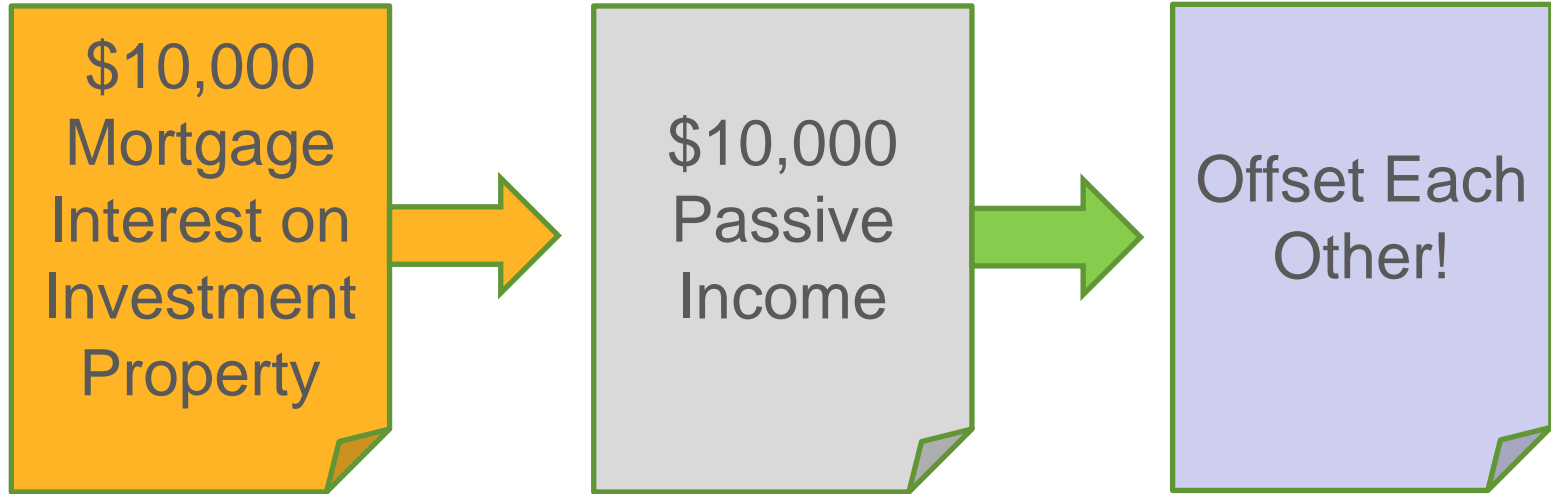 $10,000
Mortgage
Interest on
Investment
Property
$10,000
Passive
Income
Offset Each
Other!